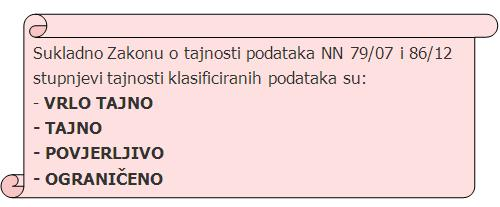 Sukladno Zakonu o tajnosti podataka NN 79/07 i 86/12
stupnjevi tajnosti klasificiranih podataka su:
- VRLO TAJNO
- TAJNO
- POVJERLJIVO
- OGRANIČENO